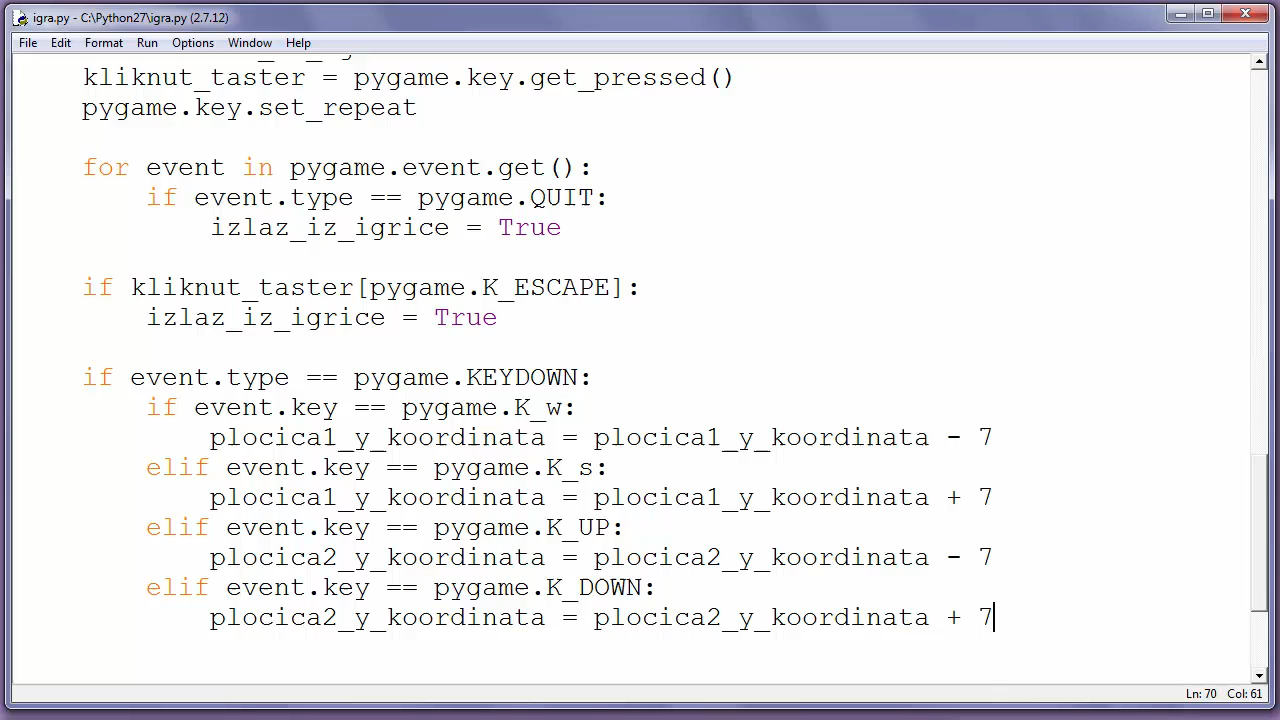 igra.py - C:\Python27\igra.py (2.7.12)
File Edit Format Run Options Window Help
kliknut_taster = pygame.key.get_pressed()
pygame.key.set_repeat
for event in pygame.event.get():
if event.type == pygame.QUIT:
izlaz_iz_igrice = True
if kliknut_taster[pygame.K_ESCAPE]:
izlaz_iz_igrice = True
if event.type == pygame.KEYDOWN:
if event.key == pygame.K_w:
plocica1_y_koordinata = plocica1_y_koordinata - 7
elif event.key == pygame.K_s:
plocica1_y_koordinata = plocica1_y_koordinata + 7
elif event.key == pygame.K_UP:
plocica2_y_koordinata = plocica2_y_koordinata - 7
elif event.key == pygame.K_DOWN:
plocica2_y_koordinata = plocica2_y_koordinata + 7
Ln: 70 Col: 61